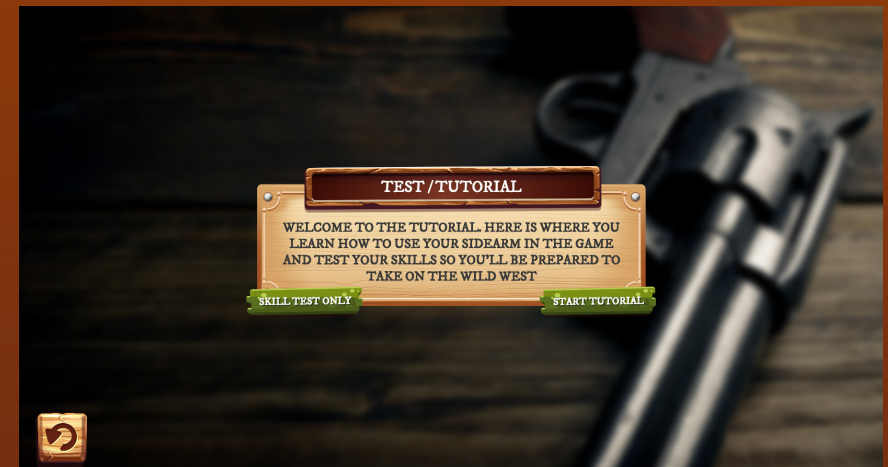 TEST / TUTORIAL
WELCOME TO THE TUTORIAL. HERE IS WHERE YOU
LEARN HOW TO USE YOUR SIDEARM IN THE GAME
AND TEST YOUR SKILLS SO YOU'LL BE PREPARED TO
TAKE ON THE WILD WEST
SKILL TEST ONLY
START TUTORIAL